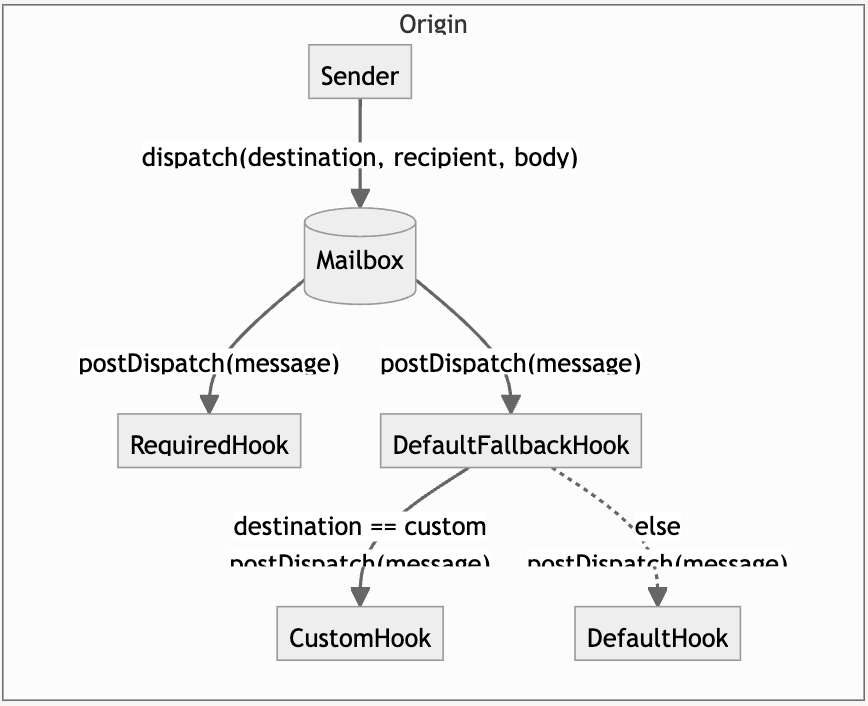 Origin
Sender
dispatch(destination, recipient, body)
Mailbox
postDispatch(message)
postDispatch(message)
RequiredHook
DefaultFallbackHook
destination == custom
postDispatch(message)
else
postDispatch(message)
CustomHook
DefaultHook